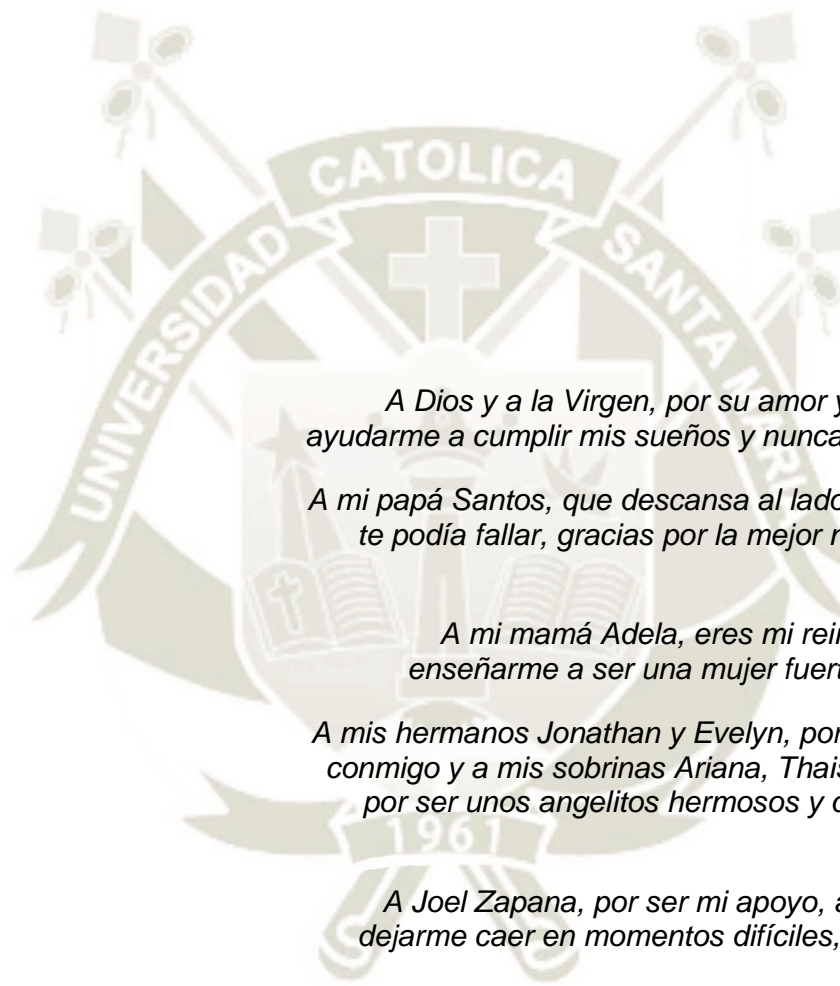 CATOLICA
UNIVERSIDAD
SANTA MARI
A Dios y a la Virgen, por su amor y
ayudarme a cumplir mis sueños y nunca
A mi papá Santos, que descansa al lado
te podía fallar, gracias por la mejor
A mi mamá Adela, eres mi
enseñarme a ser una mujer
A mis hermanos Jonathan y Evelyn, por
conmigo y a mis sobrinas Ariana,
por ser unos angelitos hermosos y
1961
A Joel Zapana, por ser mi apoyo,
dejarme caer en momentos difíciles,